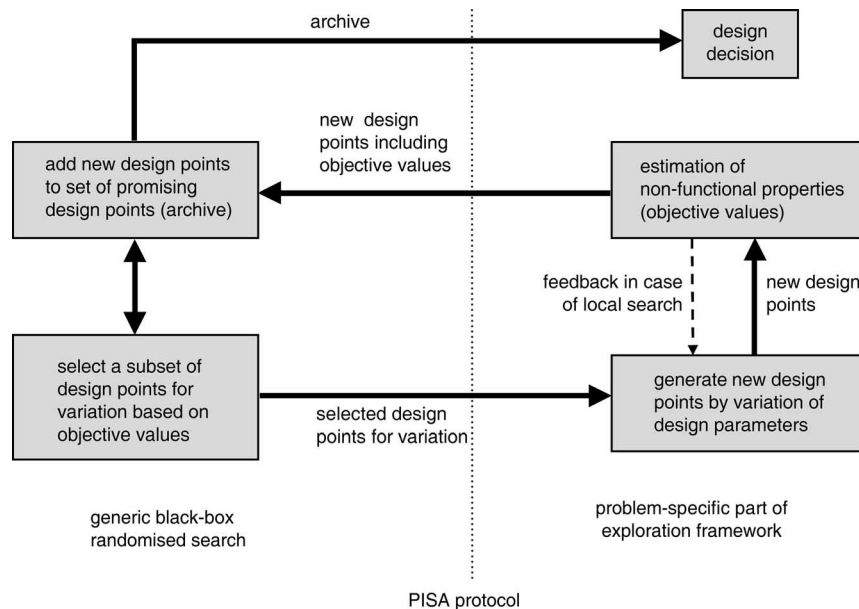 archive
design
decision
new design
points including
objective values
add new design points
to set of promising
design points (archive)
estimation of
non-functional properties
(objective values)
feedback in case
of local search
new design
points
select a subset of
design points for
variation based on
objective values
selected design
points for variation
generate new design
points by variation of
design parameters
generic black-box
randomised search
problem-specific part of
exploration framework
PISA protocol